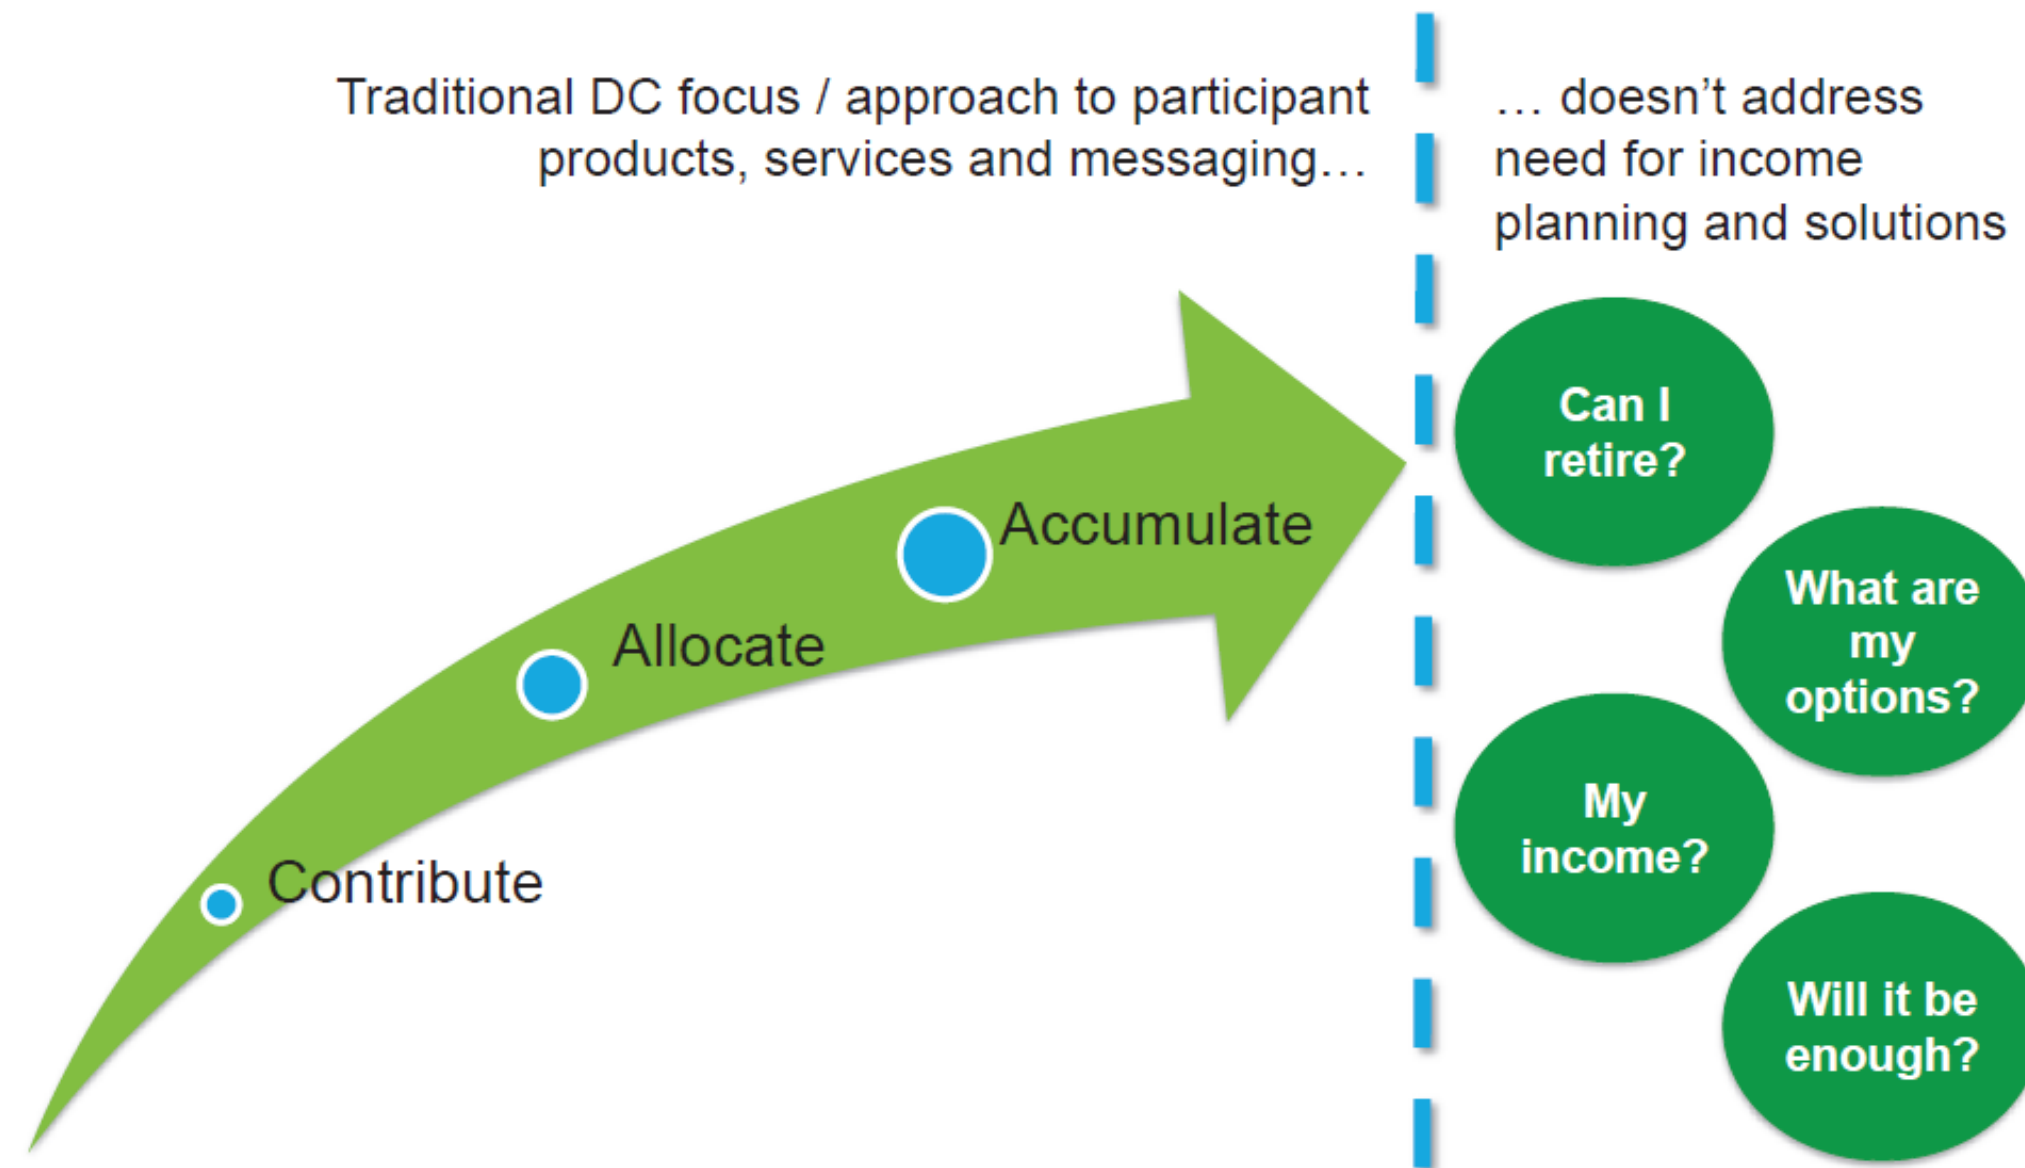 Traditional DC focus / approach to participant
products, services and messaging…
… doesn’t address
need for income
planning and solutions
Can I
retire?
What are
my
options?
Accumulate
Allocate
My
income?
Contribute
Will it be
enough?